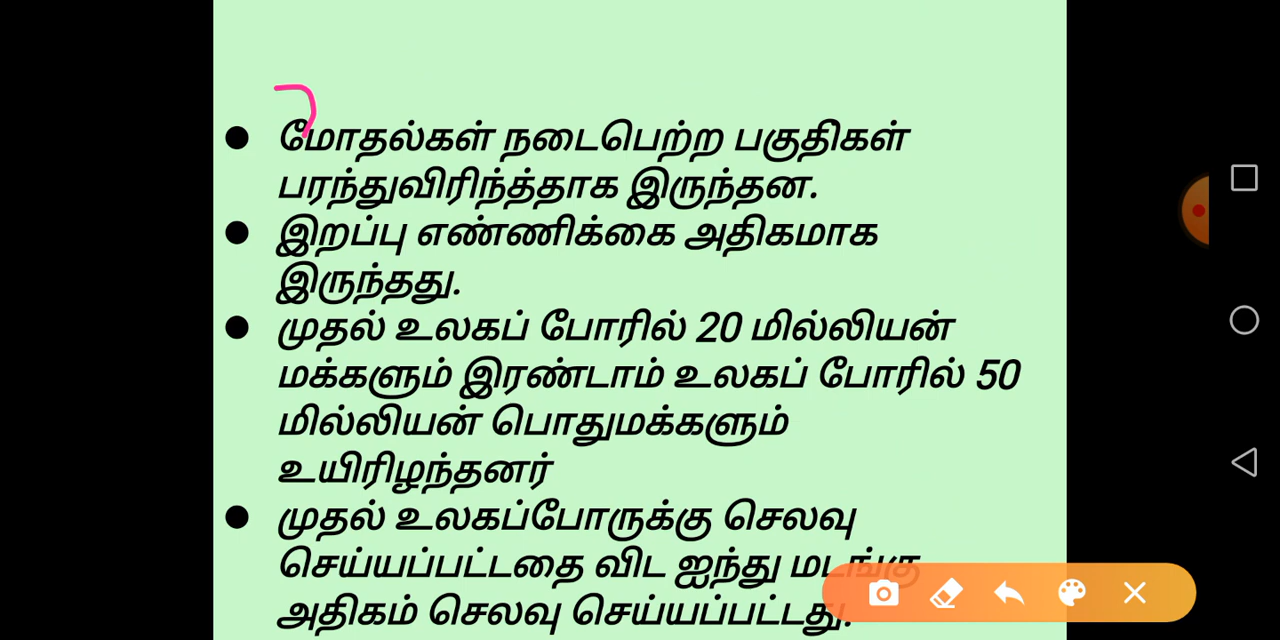 மோதல்கள் நடைபெற்ற பகுதிகள்
பரந்துவிரிந்த்தாக இருந்தன.
இறப்பு எண்ணிக்கை அதிகமாக
இருந்தது.
முதல் உலகப் போரில் 20 மில்லியன்
மக்களும் இரண்டாம் உலகப் போரில் 50
மில்லியன் பொதுமக்களும்
உயிரிழந்தனர்
முதல் உலகப்போருக்கு செலவு
செய்யப்பட்டதை விட ஐந்து மடங்கு
அதிகம் செலவு செய்யப்பட்டது.